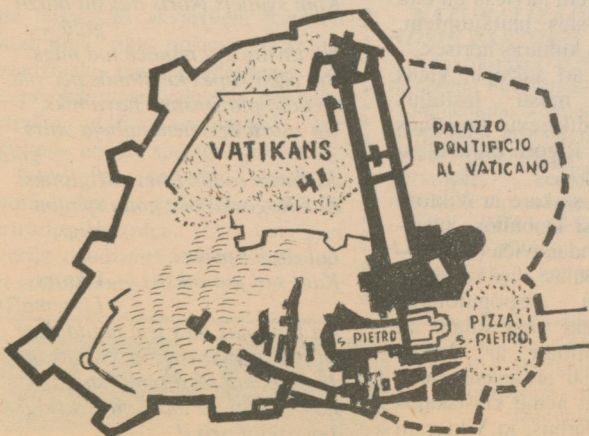 VATIKĀNS
PALAZZO
PONTIFICIO
AL VATICANO
S PIETRO
PIZZA
S PIETRO